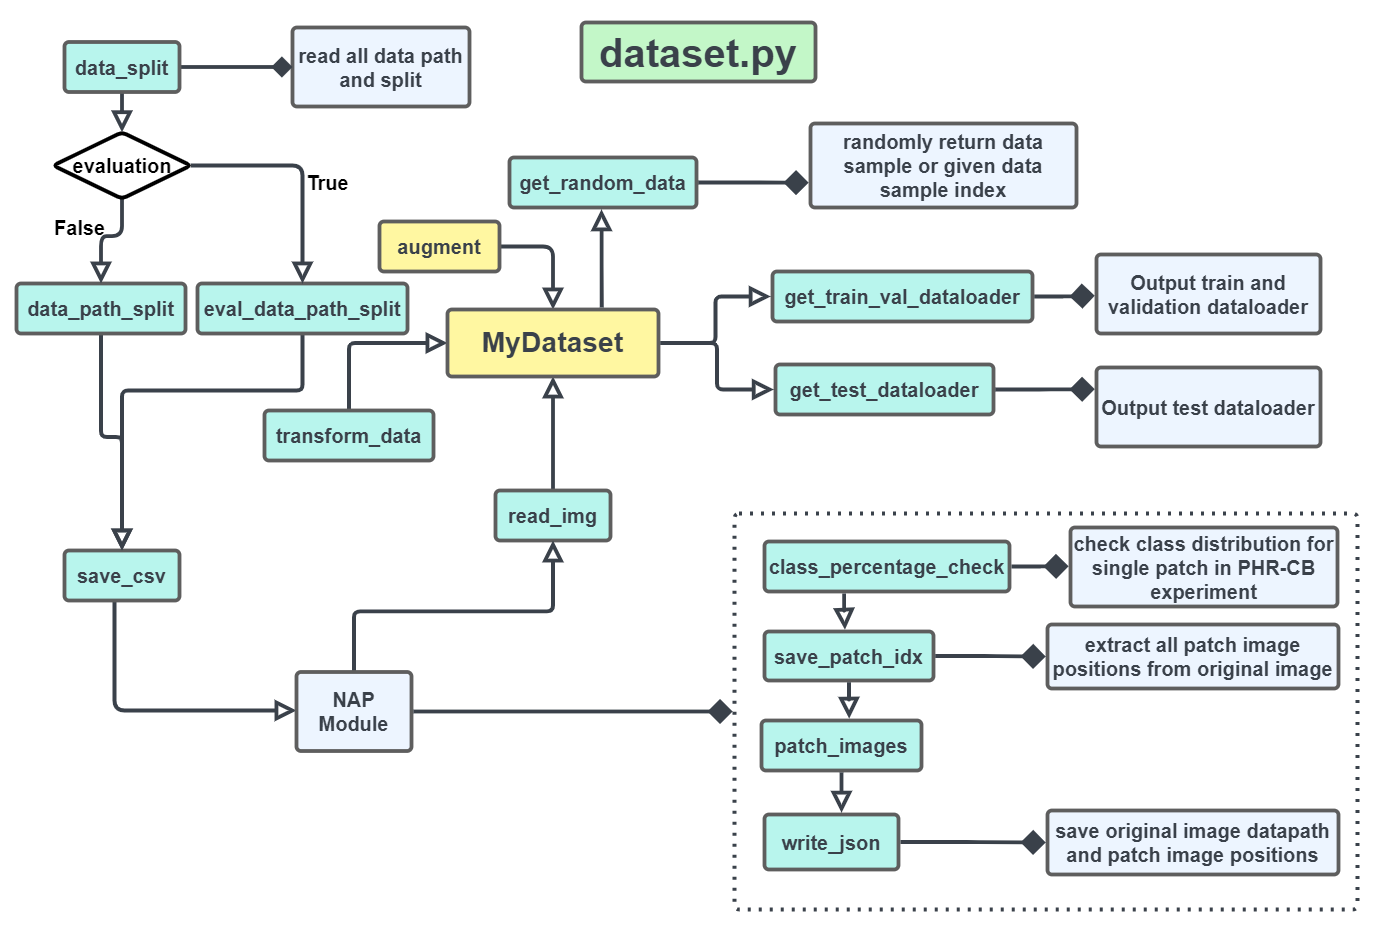 dataset.py
data_split
read all data path
and split
evaluation
True
False
data_path_split
eval_data_path_split
augment
get_random_data
randomly return data
sample or given data
sample index
MyDataset
get_train_val_dataloader
Output train and
validation dataloader
get_test_dataloader
Output test dataloader
transform_data
read_img
save_csv
NAP
Module
class_percentage_check
check class distribution for
single patch in PHR-CB
experiment
save_patch_idx
extract all patch image
positions from original image
patch_images
write_json
save original image datapath
and patch image positions